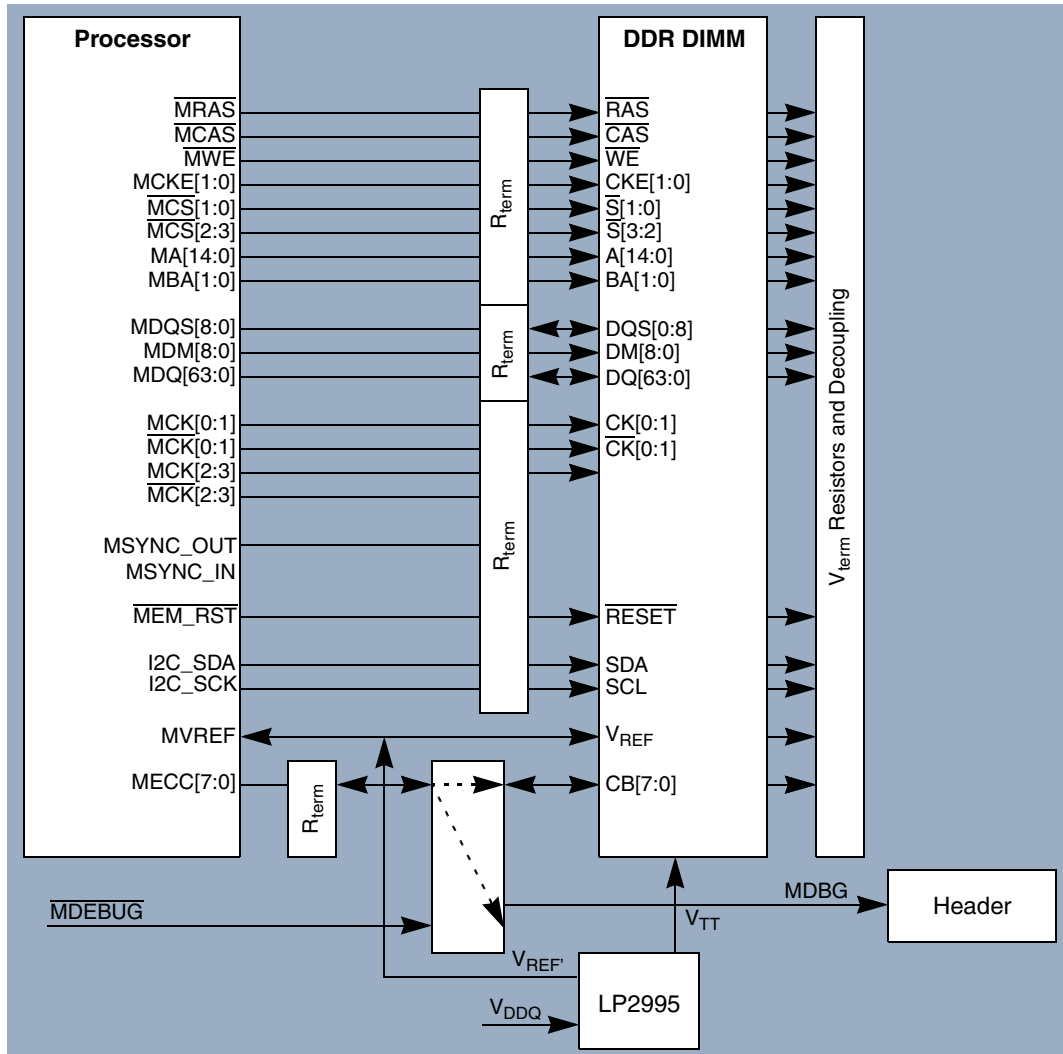 Processor
DDR DIMM
MRAS
RAS
MCAS
CAS
MWE
WE
MCKE[1:0]
CKE[1:0]
MCS[1:0]
S[1:0]
MCS[2:3]
S[3:2]
MA[14:0]
A[14:0]
MBA[1:0]
BA[1:0]
Rterm
MDQS[8:0]
DQS[0:8]
MDM[8:0]
DM[8:0]
MDQ[63:0]
DQ[63:0]
Rterm
MCK[0:1]
CK[0:1]
MCK[0:1]
CK[0:1]
MCK[2:3]
MCK[2:3]
MSYNC_OUT
MSYNC_IN
Rterm
MEM_RST
RESET
I2C_SDA
SDA
I2C_SCK
SCL
MVREF
VREF
MECC[7:0]
Rterm
CB[7:0]
Vterm Resistors and Decoupling
MDEBUG
MDBG
Header
VTT
VREF'
LP2995
VDDQ